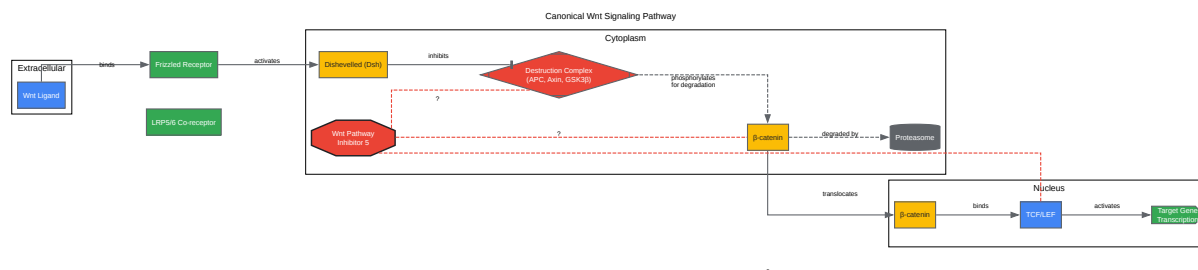 Canonical Wnt Signaling Pathway
Cytoplasm
Extracellular
Wnt Ligand
binds
Frizzled Receptor
activates
Dishevelled (Dsh)
inhibits
Destruction Complex
(APC, Axin, GSK3β)
phosphorylates
for degradation
LRP5/6 Co-receptor
?
Wnt Pathway
Inhibitor 5
?
β-catenin
degraded by
Proteasome
translocates
Nucleus
β-catenin
binds
TCF/LEF
activates
Target Gene
Transcription